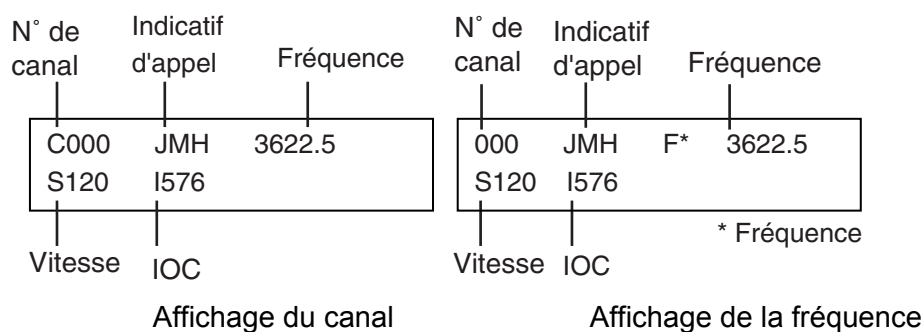 N° de
canal
Indicatif
d'appel
Fréquence
C000 JMH 3622.5
S120 I576
Vitesse IOC
Affichage du canal
N° de
canal
Indicatif
d'appel
Fréquence
000 JMH F* 3622.5
S120 I576
* Fréquence
Vitesse IOC
Affichage de la fréquence